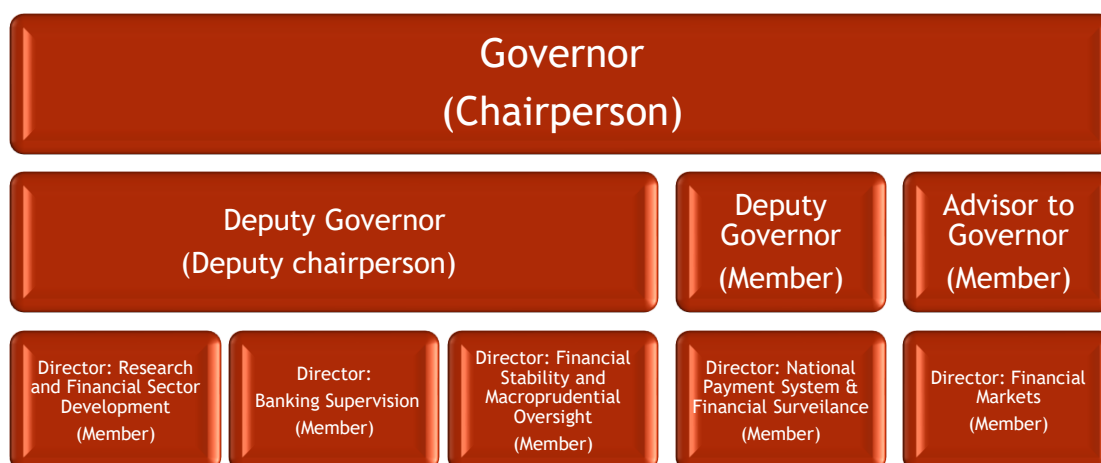 Governor
(Chairperson)
Deputy Governor
(Deputy chairperson)
Deputy
Governor
(Member)
Advisor to
Governor
(Member)
Director: Research
and Financial Sector
Development
(Member)
Director:
Banking Supervision
(Member)
Director: Financial
Stability and
Macroprudential
Oversight
(Member)
Director: National
Payment System &
Financial Surveilance
(Member)
Director: Financial
Markets
(Member)